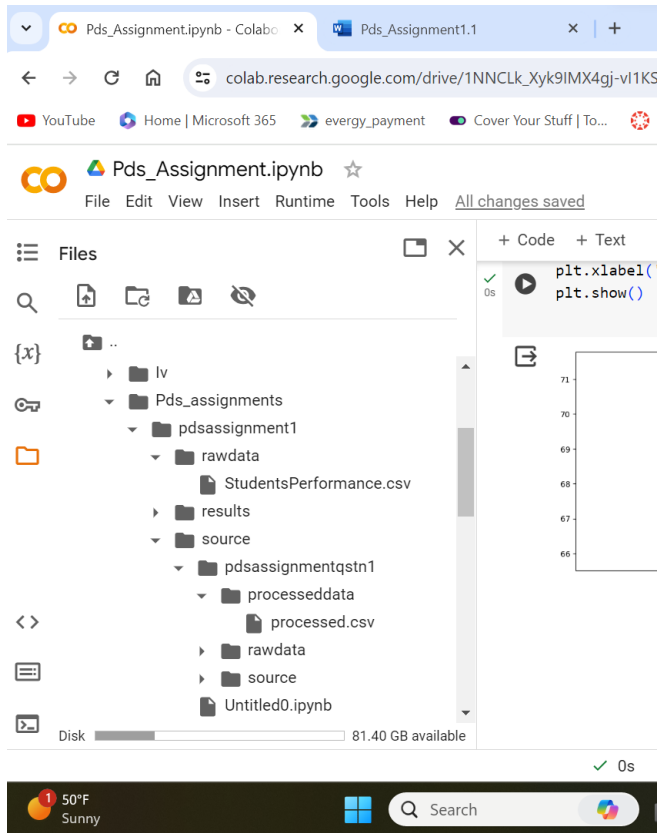 Pds_Assignment.ipynb - Colabo
Pds_Assignment1.1
colab.research.google.com/drive/1NNCLk_Xyk9IMX4gj-vI1KS
YouTube
Home | Microsoft 365
evergy_payment
Cover Your Stuff | To...
CO
Pds_Assignment.ipynb
File Edit View Insert Runtime Tools Help All changes saved
Files
+ Code + Text
{x}
..
lv
Pds_assignments
pdsassignment1
rawdata
StudentsPerformance.csv
results
source
pdsassignmentqstn1
processeddata
processed.csv
rawdata
source
Untitled0.ipynb
Disk 81.40 GB available
0s
plt.xlabel('
plt.show()
71
70
69
68
67
66
0s
1
50°F
Sunny
Search